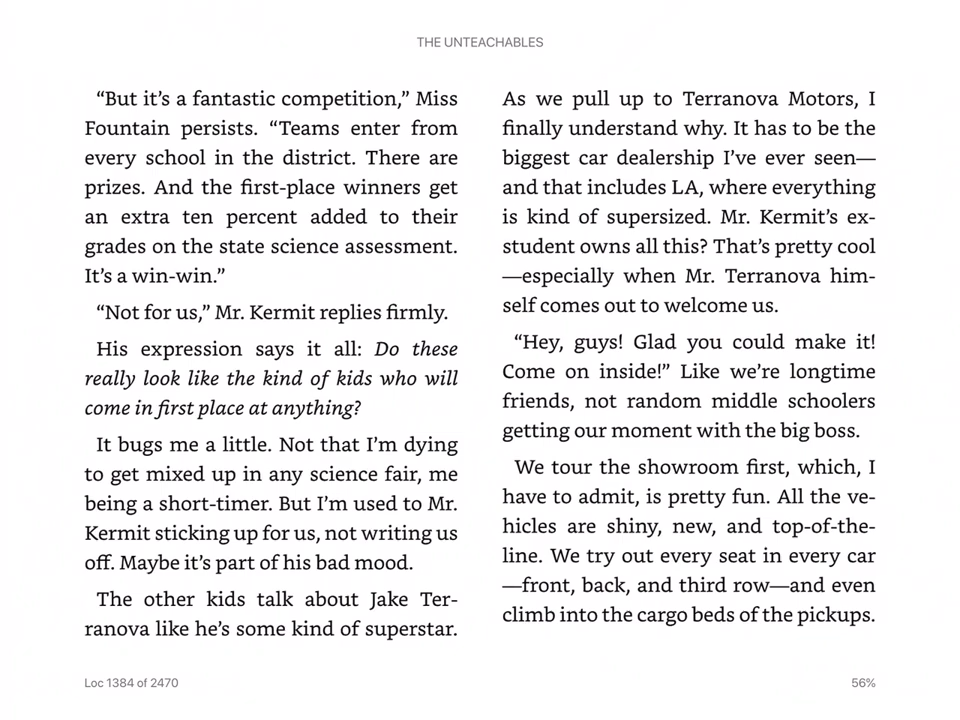 THE UNTEACHABLES
“But it’s a fantastic competition,” Miss
Fountain persists. “Teams enter from
every school in the district. There are
prizes. And the first-place winners get
an extra ten percent added to their
grades on the state science assessment.
It’s a win-win.”
“Not for us,” Mr. Kermit replies firmly.
His expression says it all: Do these
really look like the kind of kids who will
come in first place at anything?
It bugs me a little. Not that I’m dying
to get mixed up in any science fair, me
being a short-timer. But I’m used to Mr.
Kermit sticking up for us, not writing us
off. Maybe it’s part of his bad mood.
The other kids talk about Jake Ter-
ranova like he’s some kind of superstar.
As we pull up to Terranova Motors, I
finally understand why. It has to be the
biggest car dealership I’ve ever seen—
and that includes LA, where everything
is kind of supersized. Mr. Kermit’s ex-
student owns all this? That’s pretty cool
—especially when Mr. Terranova him-
self comes out to welcome us.
“Hey, guys! Glad you could make it!
Come on inside!” Like we’re longtime
friends, not random middle schoolers
getting our moment with the big boss.
We tour the showroom first, which, I
have to admit, is pretty fun. All the ve-
hicles are shiny, new, and top-of-the-
line. We try out every seat in every car
—front, back, and third row—and even
climb into the cargo beds of the pickups.
Loc 1384 of 2470
56%